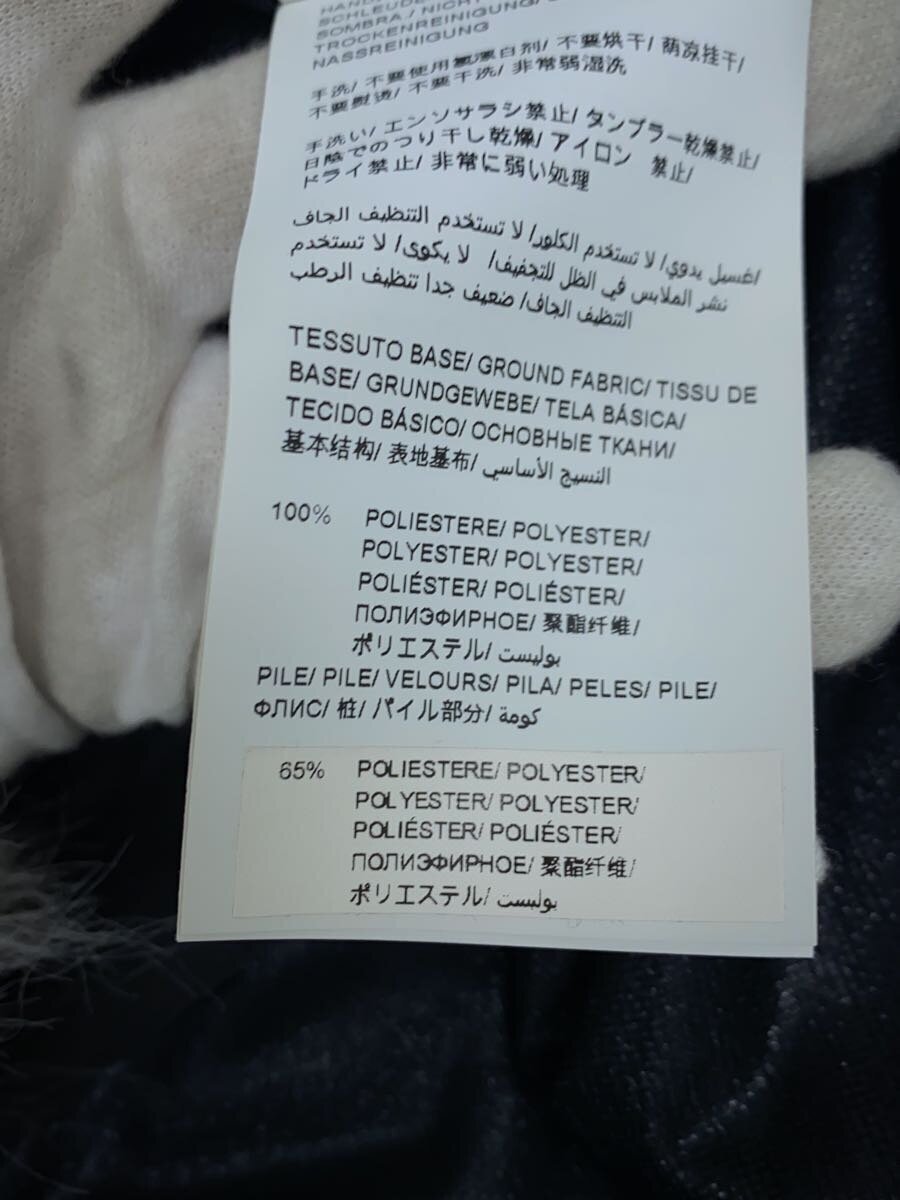 SCHLEUDE
SOMBRA/ NICHT
TROCKENREINIGUNG/
NASSREINIGUNG
手洗/ 不要使用氯漂白剂/ 不要烘干/ 荫凉挂干/
不要熨烫/ 不要干洗/ 非常弱湿洗
手洗い/ エンソサラシ禁止/ タンブラー乾燥禁止/
日陰でのつり干し乾燥/ アイロン 禁止/
ドライ禁止/ 非常に弱い処理
/غسيل يدوي/ لا تستخدم الكلور/ لا تستخدم التنظيف الجاف
نشر الملابس في الظل للتجفيف/ لا يكوى/ لا تستخدم
التنظيف الجاف/ ضعيف جدا تنظيف الرطب
TESSUTO BASE/ GROUND FABRIC/ TISSU DE
BASE/ GRUNDGEWEBE/ TELA BÁSICA/
TECIDO BÁSICO/ ОСНОВНЫЕ ТКАНИ/
基本结构/ 表地基布/ النسيج الأساسي
100% POLIESTERE/ POLYESTER/
POLYESTER/ POLYESTER/
POLIÉSTER/ POLIÉSTER/
ПОЛИЭФИРНОЕ/ 聚酯纤维/
ポリエステル/ بوليست
PILE/ PILE/ VELOURS/ PILA/ PELES/ PILE/
ФЛИС/ 桩/ パイル部分/ كومة
65% POLIESTERE/ POLYESTER/
POLYESTER/ POLYESTER/
POLIÉSTER/ POLIÉSTER/
ПОЛИЭФИРНОЕ/ 聚酯纤维/
ポリエステル/ بوليست